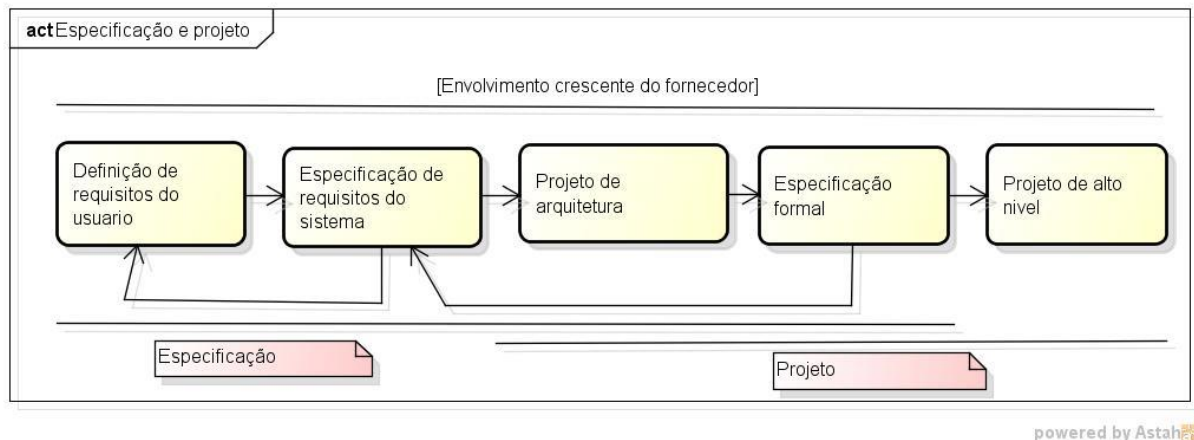 act Especificação e projeto
[Envolvimento crescente do fornecedor]
Definição de
requisitos do
usuario
Especificação de
requisitos do
sistema
Projeto de
arquitetura
Especificação
formal
Projeto de alto
nivel
Especificação
Projeto
powered by Astah